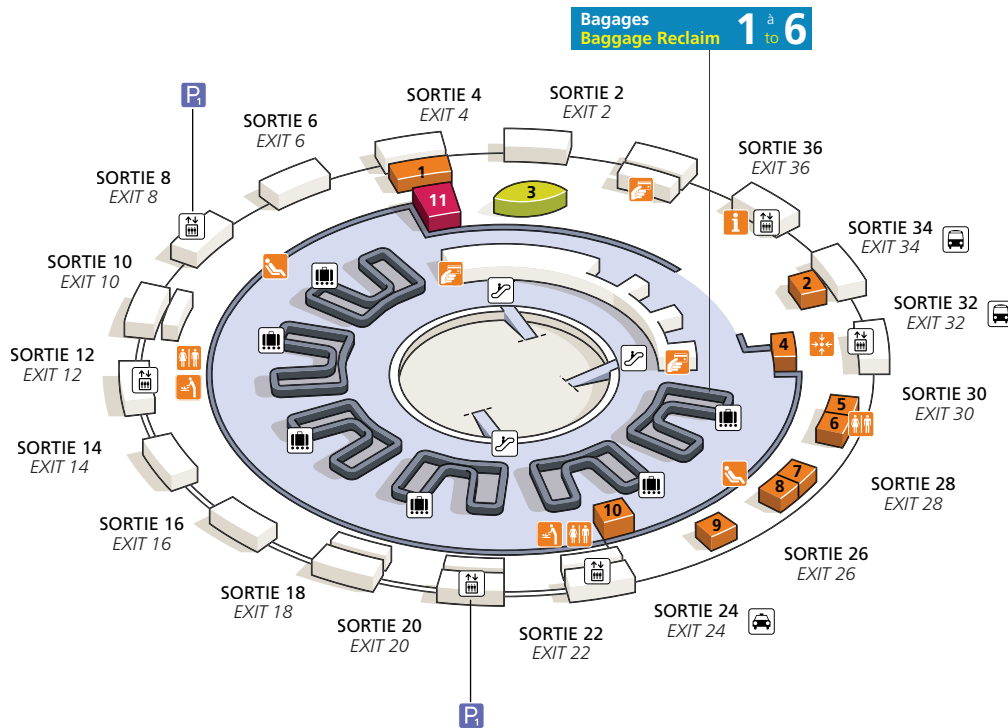 Bagages
Baggage Reclaim
1 à to 6
P1
SORTIE 4
EXIT 4
SORTIE 2
EXIT 2
SORTIE 6
EXIT 6
SORTIE 36
EXIT 36
SORTIE 8
EXIT 8
1
11
3
i
SORTIE 34
EXIT 34
SORTIE 10
EXIT 10
2
SORTIE 32
EXIT 32
4
SORTIE 12
EXIT 12
SORTIE 30
EXIT 30
5
6
SORTIE 14
EXIT 14
7
8
SORTIE 28
EXIT 28
SORTIE 16
EXIT 16
10
9
SORTIE 26
EXIT 26
SORTIE 18
EXIT 18
SORTIE 24
EXIT 24
SORTIE 20
EXIT 20
SORTIE 22
EXIT 22
P1